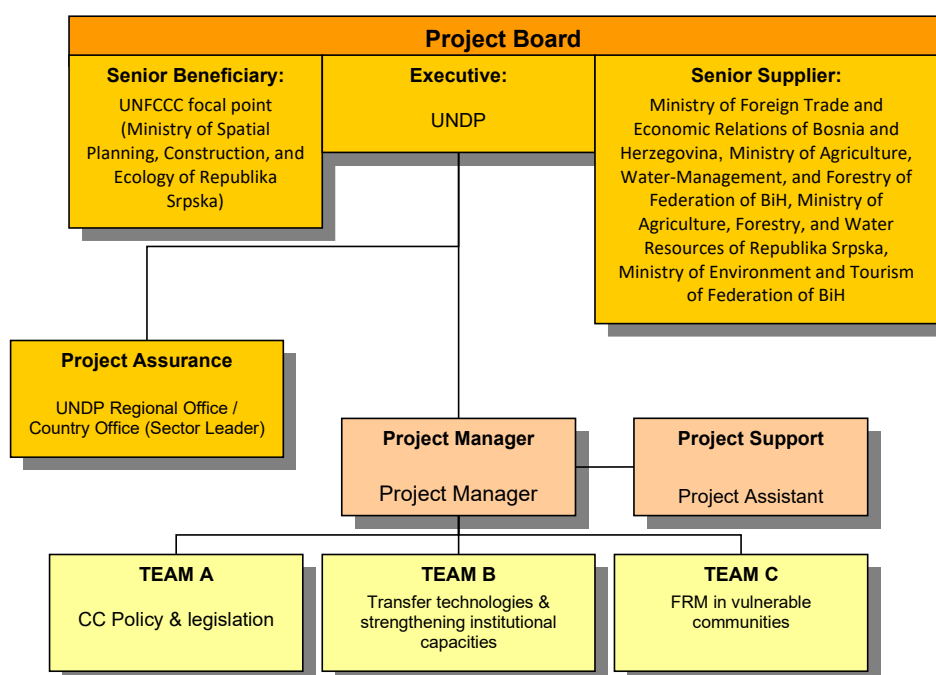 Project Board
Senior Beneficiary:
UNFCCC focal point
(Ministry of Spatial
Planning, Construction, and
Ecology of Republika
Srpska)
Executive:
UNDP
Senior Supplier:
Ministry of Foreign Trade and
Economic Relations of Bosnia and
Herzegovina, Ministry of Agriculture,
Water-Management, and Forestry of
Federation of BiH, Ministry of
Agriculture, Forestry, and Water
Resources of Republika Srpska,
Ministry of Environment and Tourism
of Federation of BiH
Project Assurance
UNDP Regional Office /
Country Office (Sector Leader)
Project Manager
Project Manager
Project Support
Project Assistant
TEAM A
CC Policy & legislation
TEAM B
Transfer technologies &
strengthening institutional
capacities
TEAM C
FRM in vulnerable
communities